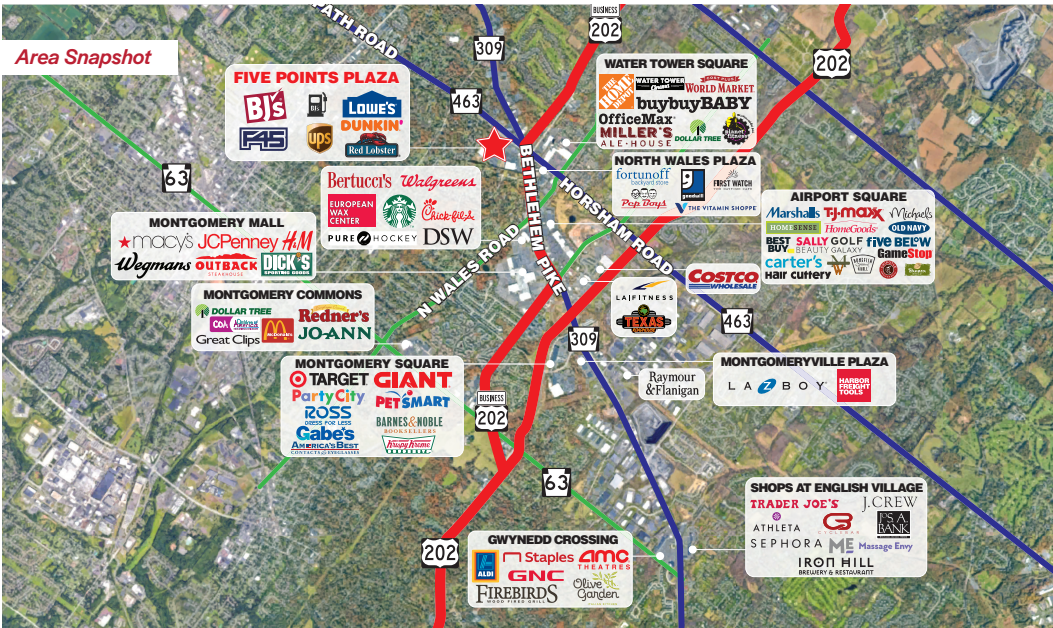 Area Snapshot
PATH ROAD
309
BUSINESS
202
202
463
63
FIVE POINTS PLAZA
BJ's
BJ's
LOWE'S
F45
ups
DUNKIN'
Red Lobster
WATER TOWER SQUARE
THE HOME DEPOT
WATER TOWER
WORLD MARKET
buybuyBABY
OfficeMax
MILLER'S
ALE·HOUSE
DOLLAR TREE
planet fitness
BETHLEHEM PIKE
HORSHAM ROAD
N WALES ROAD
NORTH WALES PLAZA
fortunoff
backyard store
goodwill
FIRST WATCH
Pep Boys
THE VITAMIN SHOPPE
Bertucci's
Walgreens
EUROPEAN
WAX
CENTER
Chick-fil-A
PURE HOCKEY
DSW
AIRPORT SQUARE
Marshalls
T.J.maxx
Michaels
HOMESENSE
HomeGoods
OLD NAVY
BEST
BUY
SALLY
BEAUTY
GOLF
GALAXY
five BELOW
GameStop
carter's
Hair Cuttery
MONTGOMERY MALL
macy's
JCPenney
H&M
Wegmans
OUTBACK
STEAKHOUSE
DICK'S
SPORTING GOODS
COSTCO
WHOLESALE
LA|FITNESS
TEXAS
MONTGOMERY COMMONS
DOLLAR TREE
Redner's
McDonald's
JO-ANN
Great Clips
463
309
MONTGOMERY SQUARE
TARGET
GIANT
Party City
PETSMART
ROSS
DRESS FOR LESS
BARNES&NOBLE
BOOKSELLERS
Gabe's
AMERICA'S BEST
CONTACTS & EYEGLASSES
Krispy Kreme
BUSINESS
202
Raymour
&Flanigan
MONTGOMERYVILLE PLAZA
LA Z BOY
HARBOR
FREIGHT
TOOLS
63
202
SHOPS AT ENGLISH VILLAGE
TRADER JOE'S
J.CREW
ATHLETA
JoS. A.
BANK
SEPHORA
ME
Massage Envy
IRON HILL
BREWERY & RESTAURANT
GWYNEDD CROSSING
ALDI
Staples
AMC
THEATRES
GNC
FIREBIRDS
WOOD FIRED GRILL
Olive
Garden